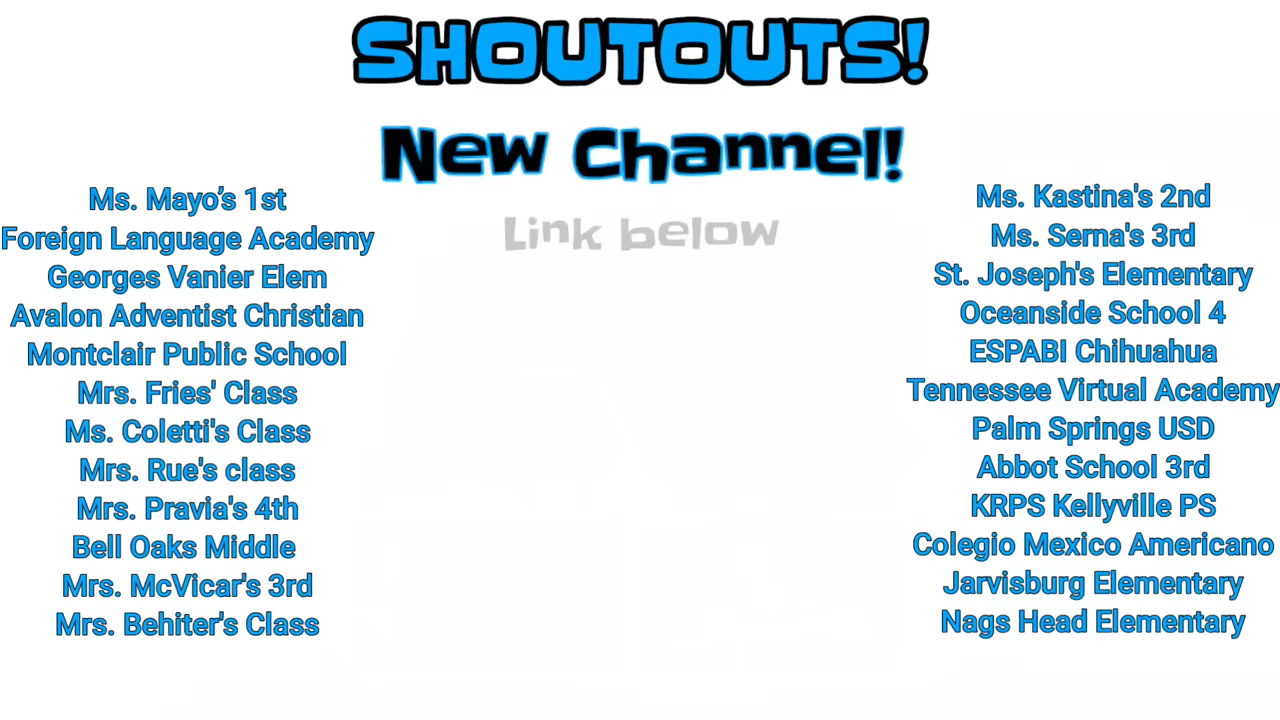 SHOUTOUTS!
New Channel!
Link below
Ms. Mayo’s 1st
Foreign Language Academy
Georges Vanier Elem
Avalon Adventist Christian
Montclair Public School
Mrs. Fries' Class
Ms. Coletti's Class
Mrs. Rue's class
Mrs. Pravia's 4th
Bell Oaks Middle
Mrs. McVicar's 3rd
Mrs. Behiter's Class
Ms. Kastina's 2nd
Ms. Serna's 3rd
St. Joseph's Elementary
Oceanside School 4
ESPABI Chihuahua
Tennessee Virtual Academy
Palm Springs USD
Abbot School 3rd
KRPS Kellyville PS
Colegio Mexico Americano
Jarvisburg Elementary
Nags Head Elementary